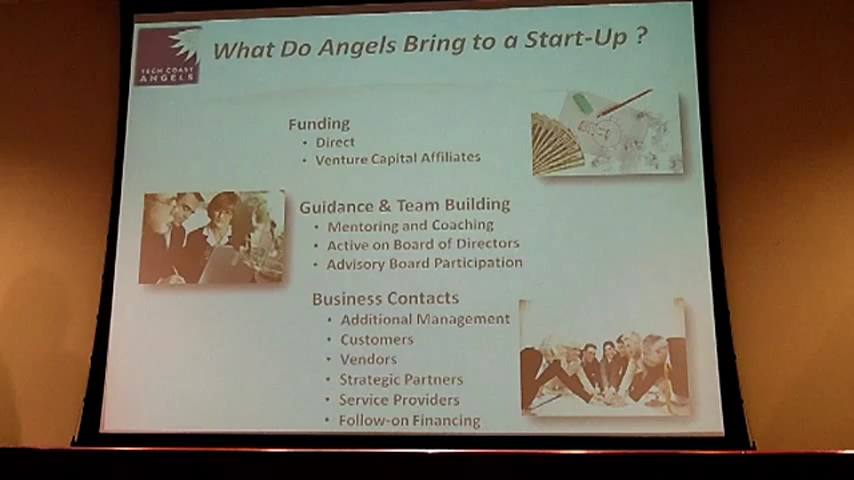 What Do Angels Bring to a Start-Up ?
TECH COAST
ANGELS
Funding
• Direct
• Venture Capital Affiliates
Guidance & Team Building
• Mentoring and Coaching
• Active on Board of Directors
• Advisory Board Participation
Business Contacts
• Additional Management
• Customers
• Vendors
• Strategic Partners
• Service Providers
• Follow-on Financing